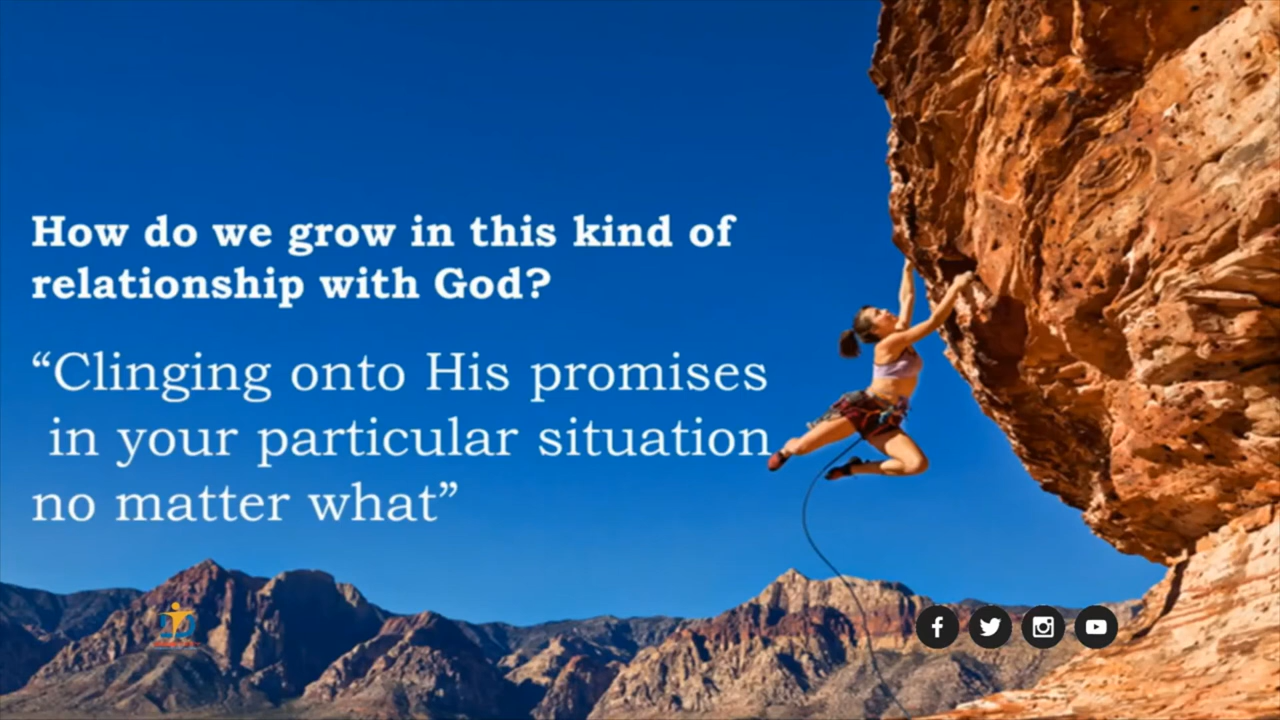 How do we grow in this kind of
relationship with God?
“Clinging onto His promises
in your particular situation
no matter what”